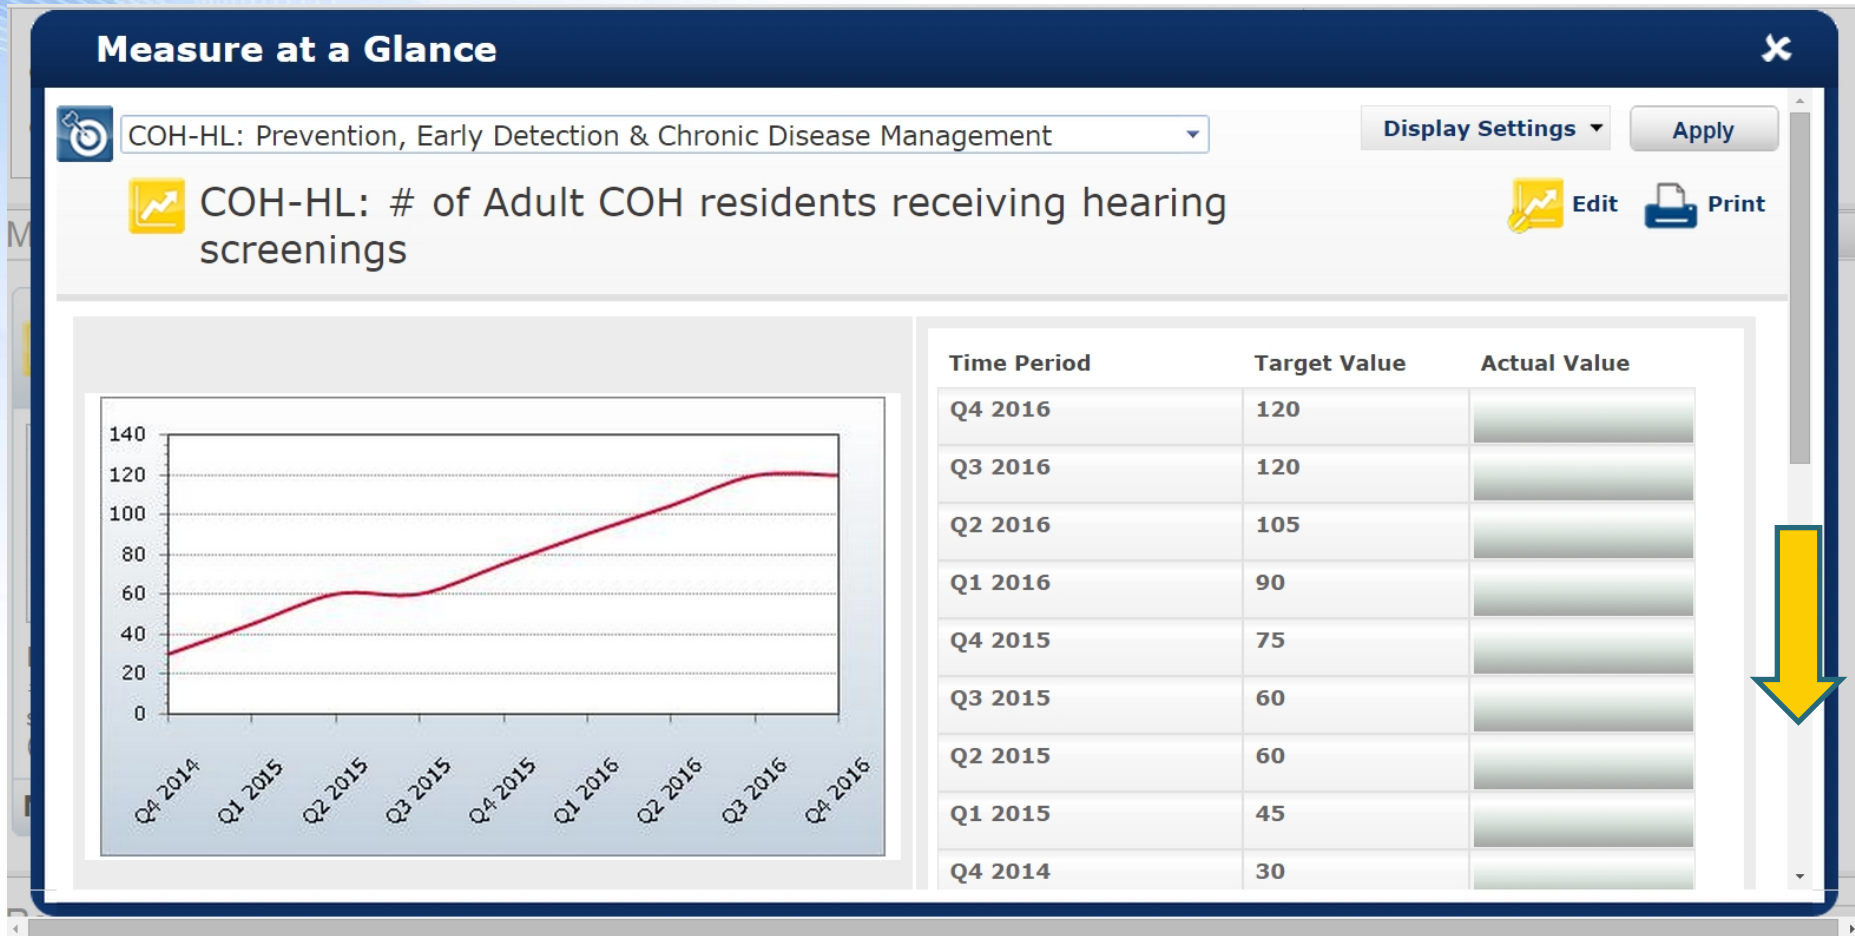 Measure at a Glance
COH-HL: Prevention, Early Detection & Chronic Disease Management
Display Settings
Apply
COH-HL: # of Adult COH residents receiving hearing
screenings
Edit
Print
140
120
100
80
60
40
20
0
Q4 2014
Q1 2015
Q2 2015
Q3 2015
Q4 2015
Q1 2016
Q2 2016
Q3 2016
Q4 2016
Time Period Target Value Actual Value
Q4 2016 120
Q3 2016 120
Q2 2016 105
Q1 2016 90
Q4 2015 75
Q3 2015 60
Q2 2015 60
Q1 2015 45
Q4 2014 30